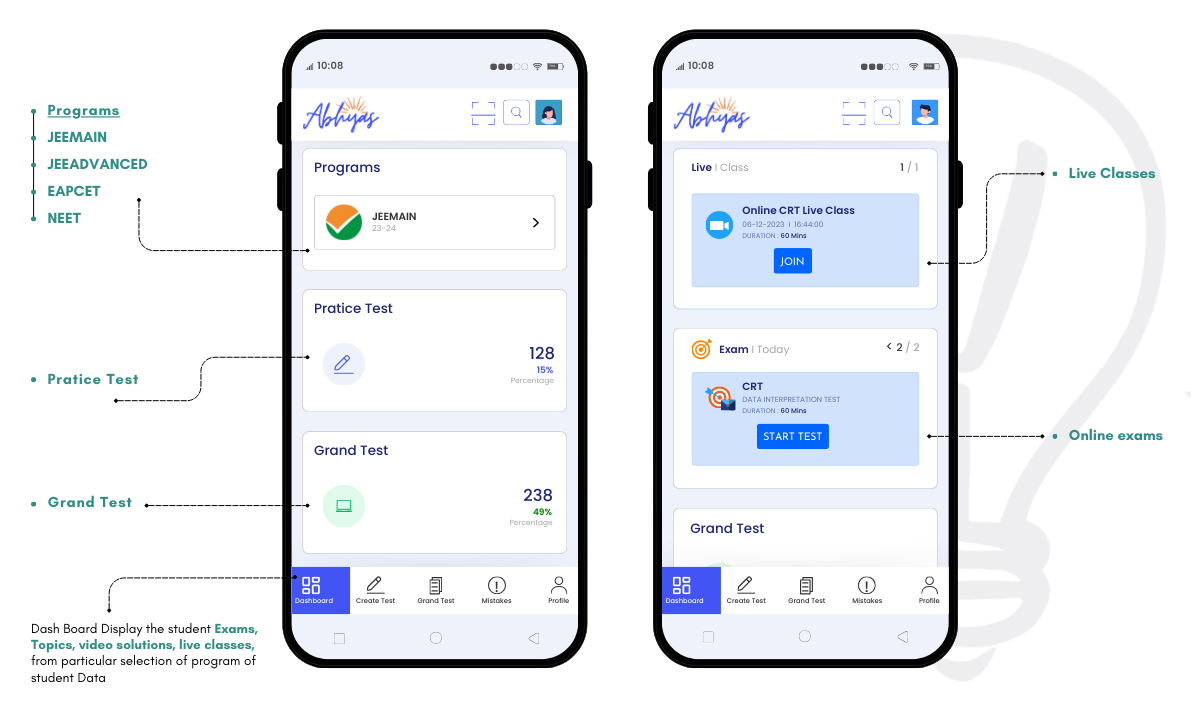 Programs
JEEMAIN
JEEADVANCED
EAPCET
NEET
Pratice Test
Grand Test
Dash Board Display the student Exams,
Topics, video solutions, live classes,
from particular selection of program of
student Data
10:08
Abhyas
Programs
JEEMAIN
23-24
Pratice Test
128
15%
Percentage
Grand Test
238
49%
Percentage
Dashboard
Create Test
Grand Test
Mistakes
Profile
10:08
Abhyas
Live | Class
1 / 1
Online CRT Live Class
06-12-2023 | 16:44:00
DURATION : 60 Mins
JOIN
Exam | Today
< 2 / 2
CRT
DATA INTERPRETATION TEST
DURATION : 60 Mins
START TEST
Grand Test
Dashboard
Create Test
Grand Test
Mistakes
Profile
Live Classes
Online exams